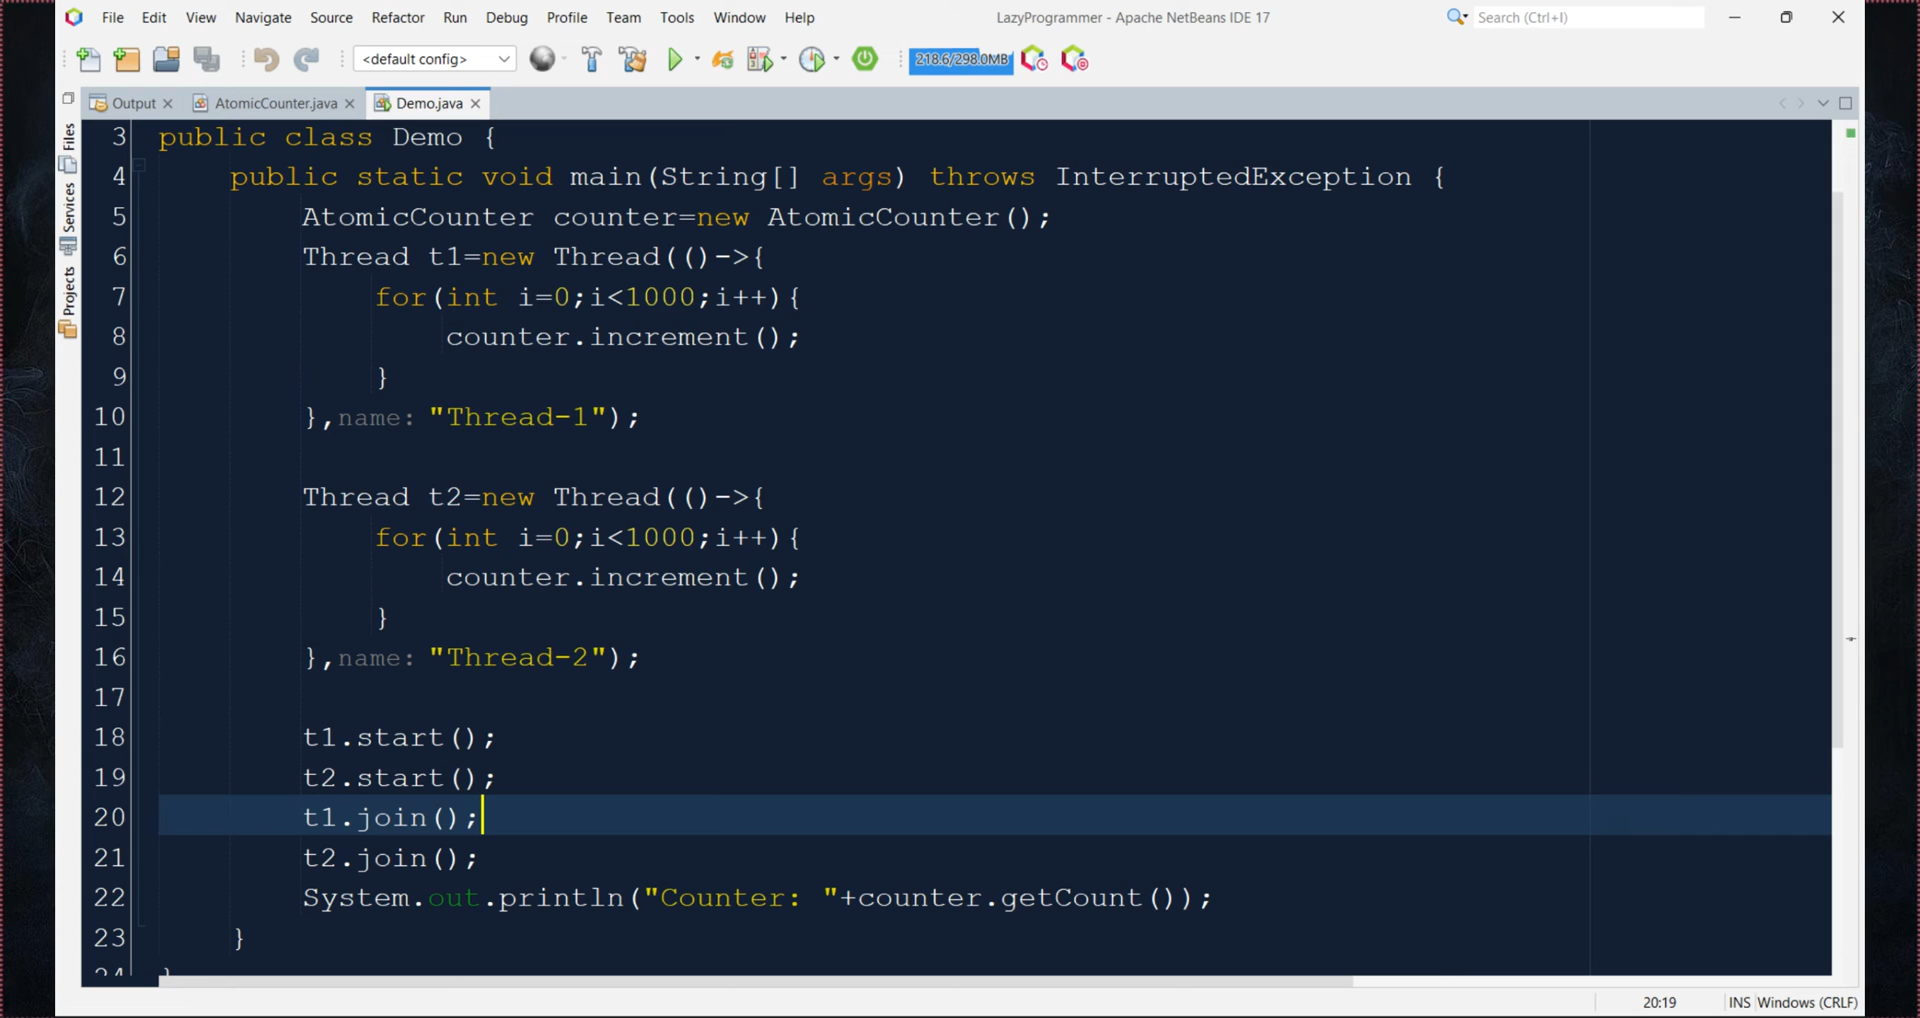 File Edit View Navigate Source Refactor Run Debug Profile Team Tools Window Help LazyProgrammer - Apache NetBeans IDE 17 Search (Ctrl+I)
<default config> 218.6/298.0MB
Output AtomicCounter.java Demo.java
Files
Services
Projects
3 public class Demo {
4 public static void main(String[] args) throws InterruptedException {
5 AtomicCounter counter=new AtomicCounter();
6 Thread t1=new Thread(()->{
7 for(int i=0;i<1000;i++){
8 counter.increment();
9 }
10 },name: "Thread-1");
11
12 Thread t2=new Thread(()->{
13 for(int i=0;i<1000;i++){
14 counter.increment();
15 }
16 },name: "Thread-2");
17
18 t1.start();
19 t2.start();
20 t1.join();
21 t2.join();
22 System.out.println("Counter: "+counter.getCount());
23 }
24 }
20:19 INS Windows (CRLF)